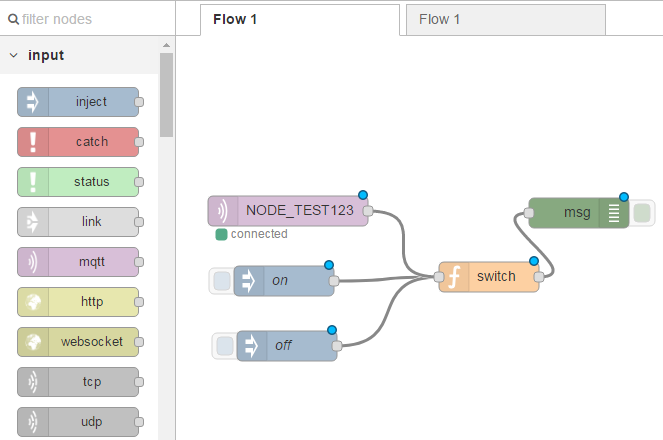 filter nodes
Flow 1
Flow 1
input
inject
catch
status
link
mqtt
http
websocket
tcp
udp
NODE_TEST123
connected
on
off
switch
msg